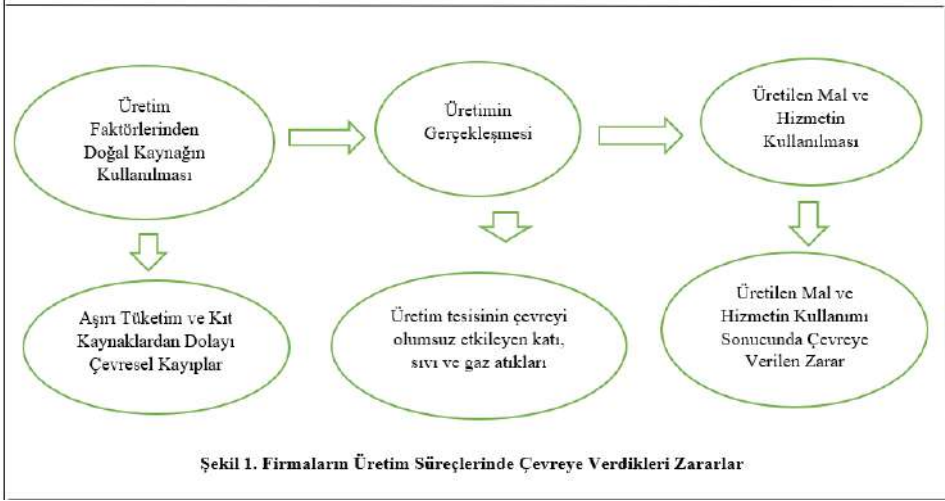 Üretim
Faktörlerinden
Doğal Kaynağın
Kullanılması
Üretimin
Gerçekleşmesi
Üretilen Mal ve
Hizmetin
Kullanılması
Aşırı Tüketim ve Kıt
Kaynaklardan Dolayı
Çevresel Kayıplar
Üretim tesisinin çevreyi
olumsuz etkileyen katı,
sıvı ve gaz atıkları
Üretilen Mal ve
Hizmetin Kullanımı
Sonucunda Çevreye
Verilen Zarar
Şekil 1. Firmaların Üretim Süreçlerinde Çevreye Verdikleri Zararlar